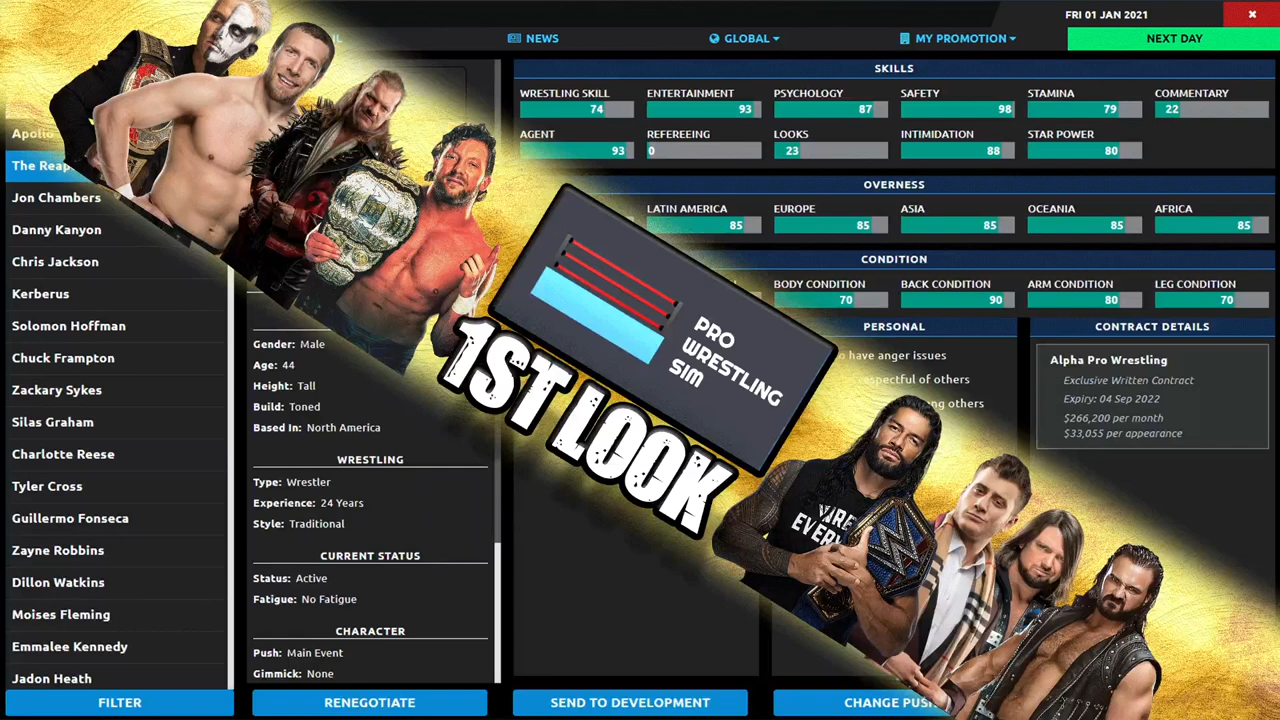 FRI 01 JAN 2021
NEWS
GLOBAL
MY PROMOTION
NEXT DAY
SKILLS
WRESTLING SKILL ENTERTAINMENT PSYCHOLOGY SAFETY STAMINA COMMENTARY
74 93 87 98 79 22
AGENT REFEREEING LOOKS INTIMIDATION STAR POWER
93 0 23 88 80
OVERNESS
LATIN AMERICA EUROPE ASIA OCEANIA AFRICA
85 85 85 85 85
CONDITION
BODY CONDITION BACK CONDITION ARM CONDITION LEG CONDITION
70 90 80 70
PERSONAL
have anger issues
of others
others
CONTRACT DETAILS
Alpha Pro Wrestling
Exclusive Written Contract
Expiry: 04 Sep 2022
$266,200 per month
$33,055 per appearance
The
Jon Chambers
Danny Kanyon
Chris Jackson
Kerberus
Solomon Hoffman
Chuck Frampton
Zackary Sykes
Silas Graham
Charlotte Reese
Tyler Cross
Guillermo Fonseca
Zayne Robbins
Dillon Watkins
Moises Fleming
Emmalee Kennedy
Jadon Heath
Gender: Male
Age: 44
Height: Tall
Build: Toned
Based In: North America
WRESTLING
Type: Wrestler
Experience: 24 Years
Style: Traditional
CURRENT STATUS
Status: Active
Fatigue: No Fatigue
CHARACTER
Push: Main Event
Gimmick: None
PRO
WRESTLING
SIM
1ST LOOK
FILTER
RENEGOTIATE
SEND TO DEVELOPMENT
CHANGE